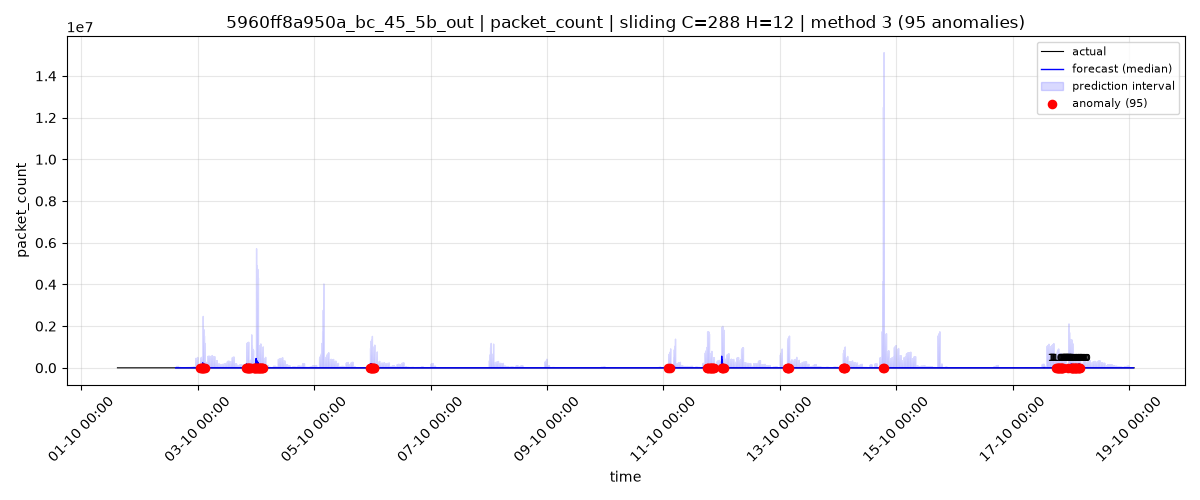 5960ff8a950a_bc_45_5b_out | packet_count | sliding C=288 H=12 | method 3 (95 anomalies)
1e7
actual
forecast (median)
prediction interval
anomaly (95)
1.4
1.2
1.0
0.8
0.6
0.4
0.2
0.0
packet_count
01-10 00:00
03-10 00:00
05-10 00:00
07-10 00:00
09-10 00:00
11-10 00:00
13-10 00:00
15-10 00:00
17-10 00:00
19-10 00:00
time